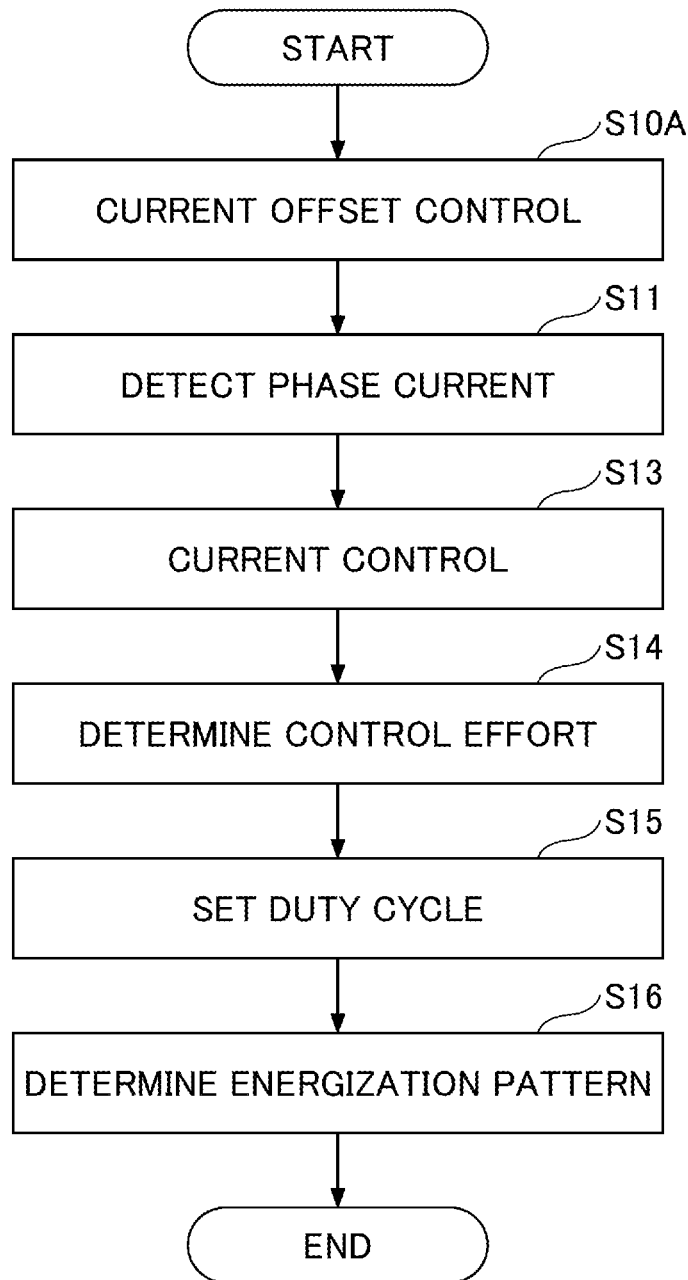 START
S10A
CURRENT OFFSET CONTROL
S11
DETECT PHASE CURRENT
S13
CURRENT CONTROL
S14
DETERMINE CONTROL EFFORT
S15
SET DUTY CYCLE
S16
DETERMINE ENERGIZATION PATTERN
END